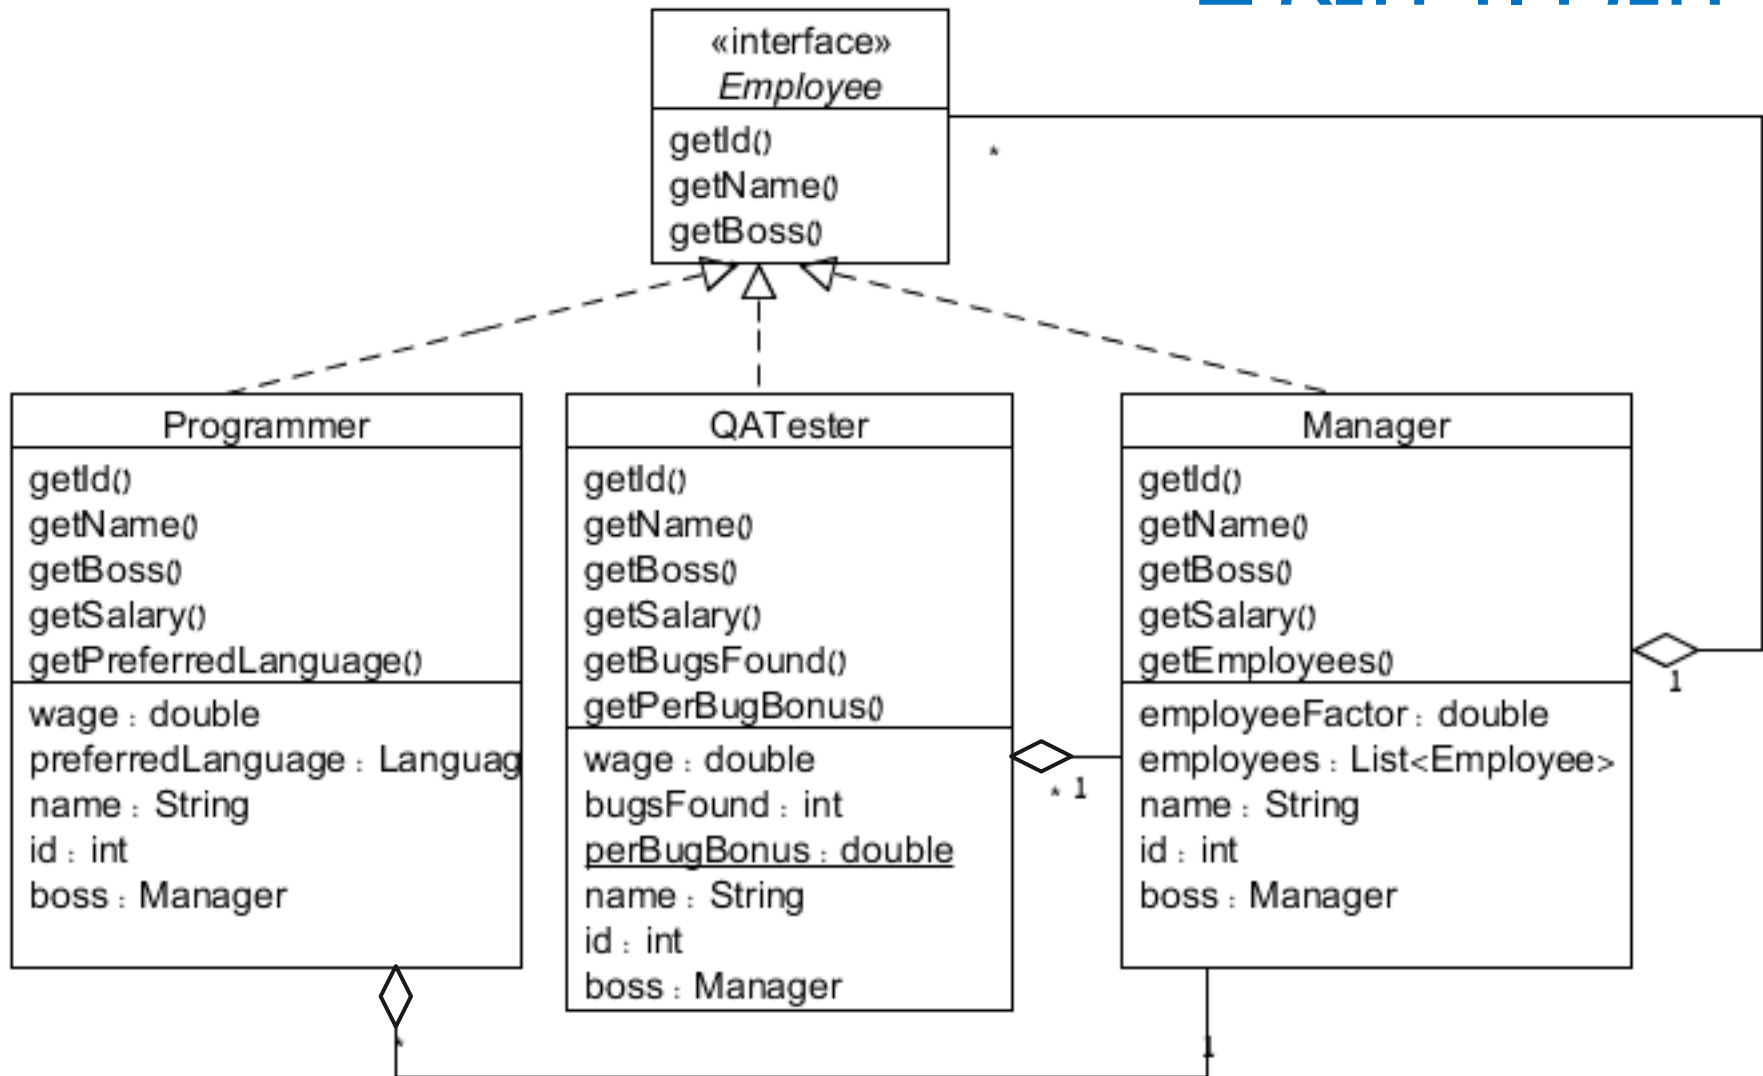 «interface»
Employee
getId()
getName()
getBoss()
*
Programmer
getId()
getName()
getBoss()
getSalary()
getPreferredLanguage()
wage : double
preferredLanguage : Languag
name : String
id : int
boss : Manager
*
QATester
getId()
getName()
getBoss()
getSalary()
getBugsFound()
getPerBugBonus()
wage : double
bugsFound : int
perBugBonus : double
name : String
id : int
boss : Manager
* 1
Manager
getId()
getName()
getBoss()
getSalary()
getEmployees()
employeeFactor : double
employees : List<Employee>
name : String
id : int
boss : Manager
1
1